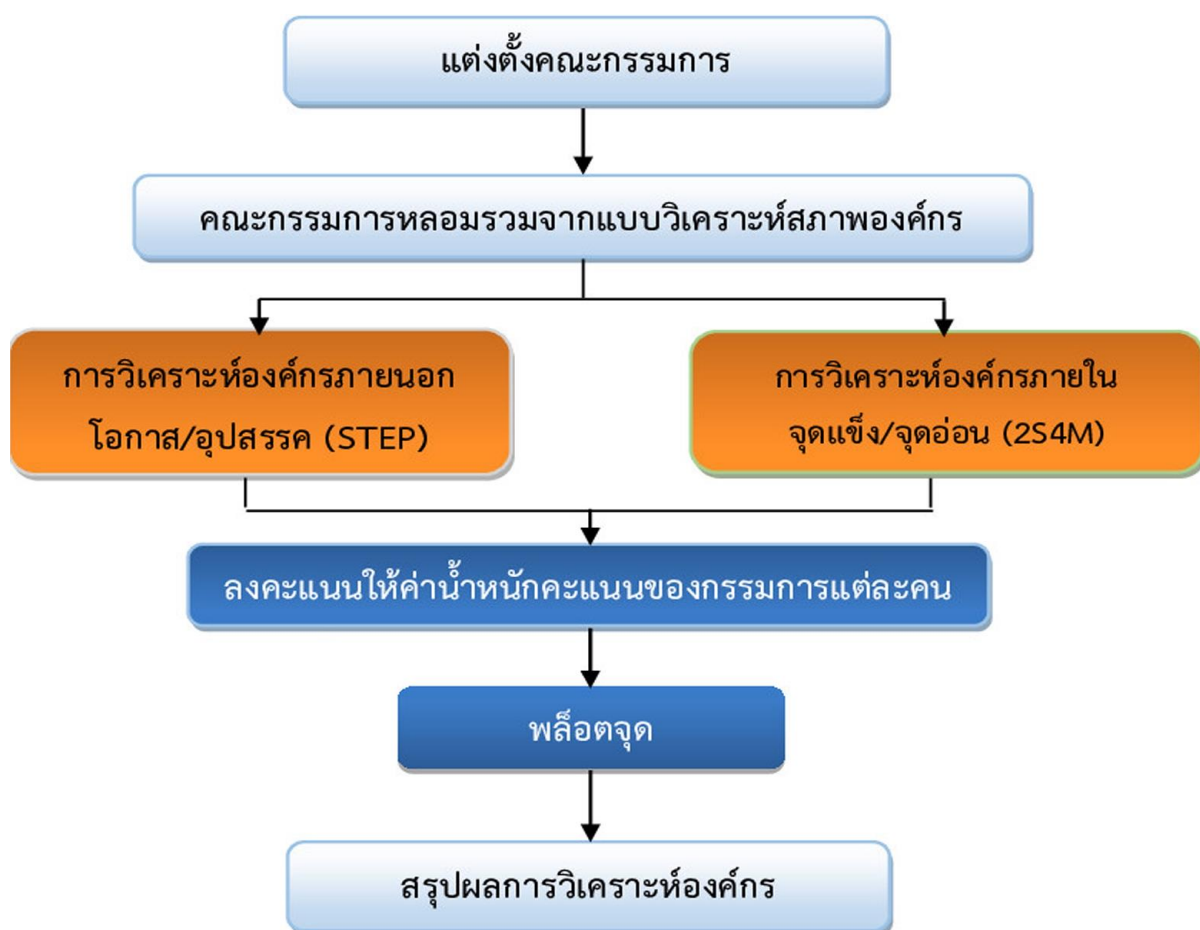 แต่งตั้งคณะกรรมการ
คณะกรรมการหลอมรวมจากแบบวิเคราะห์สภาพองค์กร
การวิเคราะห์องค์กรภายนอก
โอกาส/อุปสรรค (STEP)
การวิเคราะห์องค์กรภายใน
จุดแข็ง/จุดอ่อน (2S4M)
ลงคะแนนให้ค่าน้ำหนักคะแนนของกรรมการแต่ละคน
พล็อตจุด
สรุปผลการวิเคราะห์องค์กร